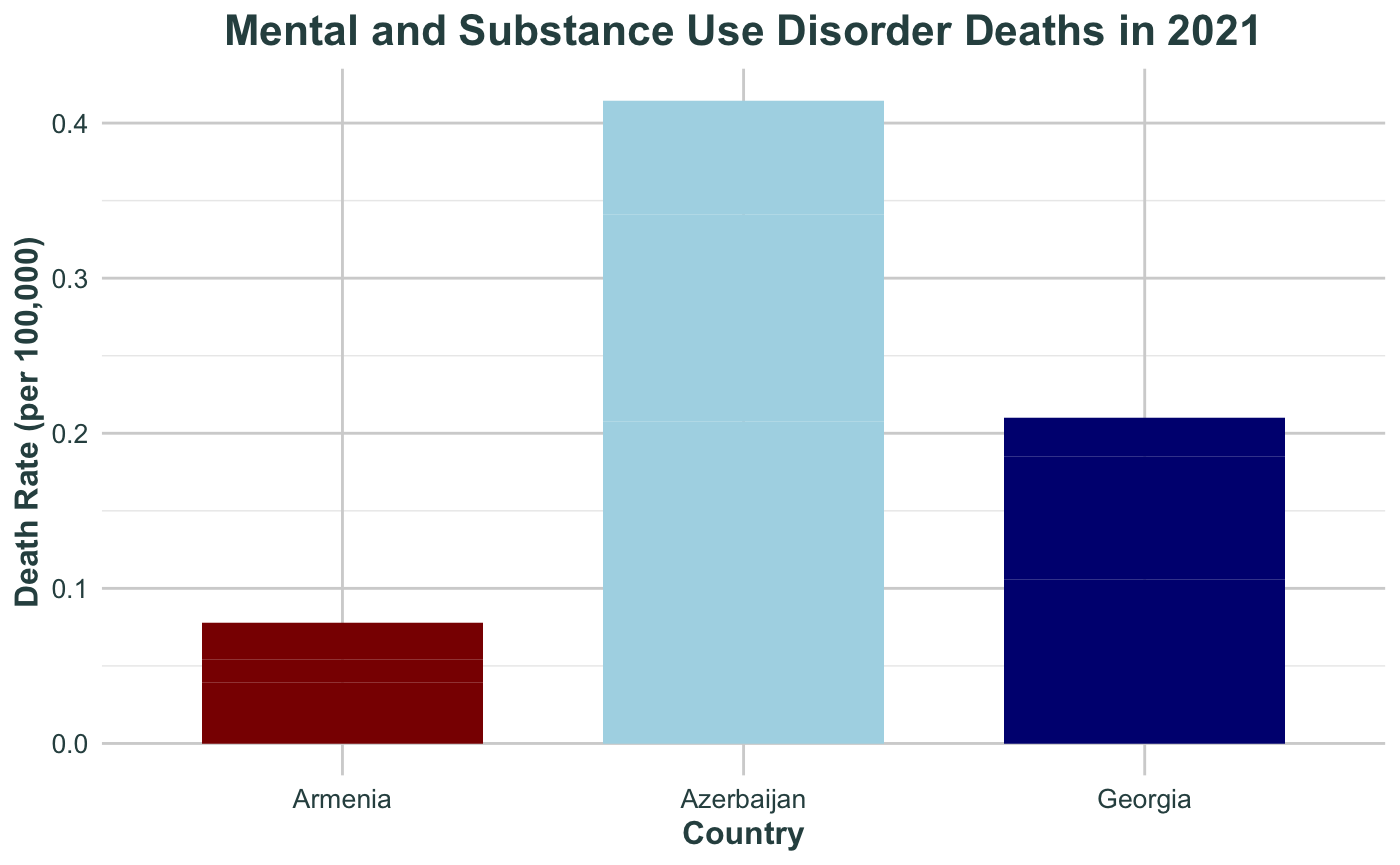 Mental and Substance Use Disorder Deaths in 2021
Death Rate (per 100,000)
0.4
0.3
0.2
0.1
0.0
Armenia
Azerbaijan
Georgia
Country